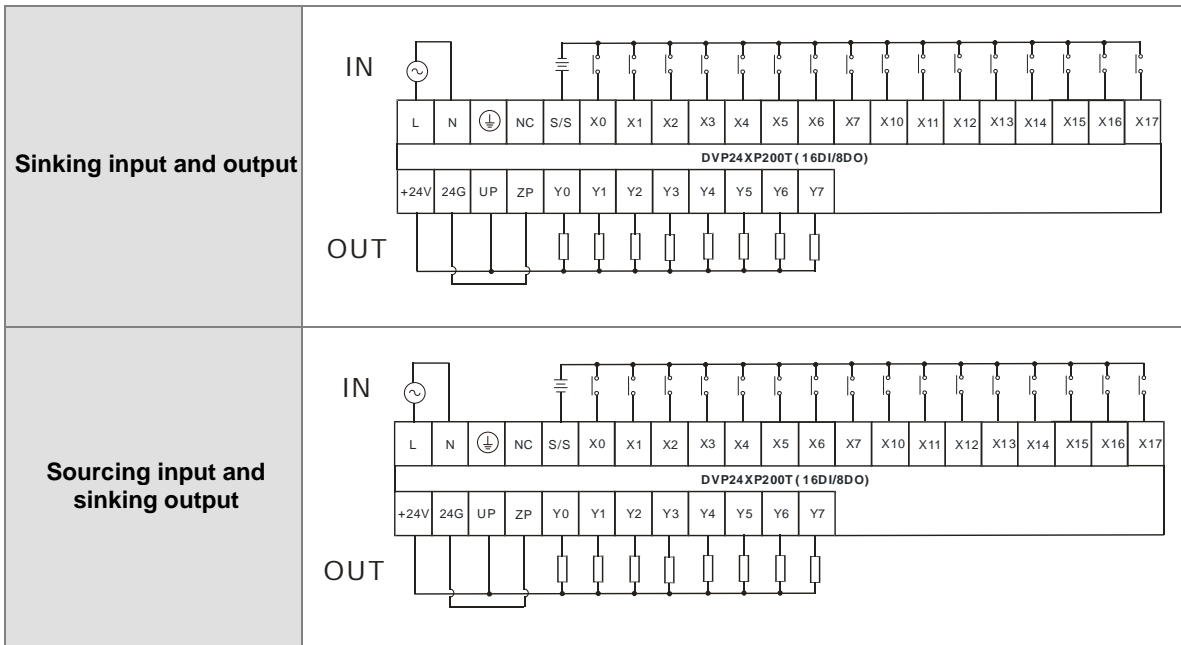 Sinking input and output
IN
L N NC S/S X0 X1 X2 X3 X4 X5 X6 X7 X10 X11 X12 X13 X14 X15 X16 X17
DVP24XP200T ( 16DI/8DO)
+24V 24G UP ZP Y0 Y1 Y2 Y3 Y4 Y5 Y6 Y7
OUT
Sourcing input and
sinking output
IN
L N NC S/S X0 X1 X2 X3 X4 X5 X6 X7 X10 X11 X12 X13 X14 X15 X16 X17
DVP24XP200T ( 16DI/8DO)
+24V 24G UP ZP Y0 Y1 Y2 Y3 Y4 Y5 Y6 Y7
OUT